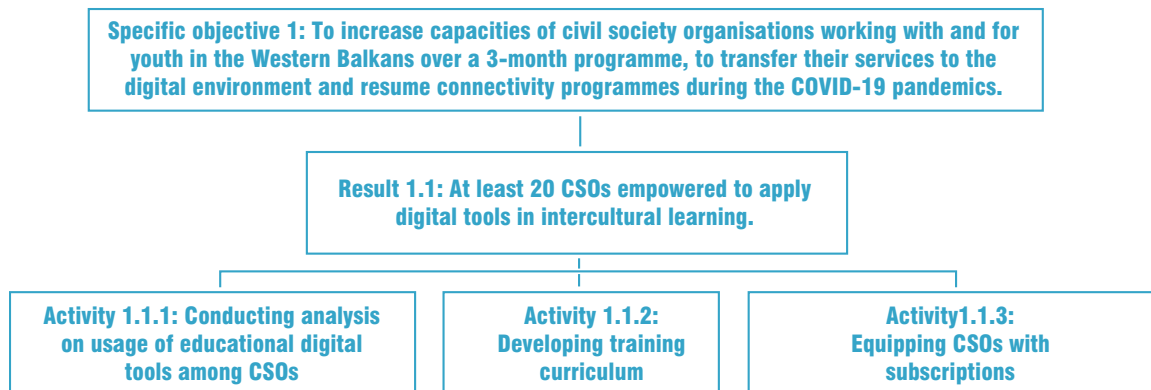 Specific objective 1: To increase capacities of civil society organisations working with and for
youth in the Western Balkans over a 3-month programme, to transfer their services to the
digital environment and resume connectivity programmes during the COVID-19 pandemics.
Result 1.1: At least 20 CSOs empowered to apply
digital tools in intercultural learning.
Activity 1.1.1: Conducting analysis
on usage of educational digital
tools among CSOs
Activity 1.1.2:
Developing training
curriculum
Activity1.1.3:
Equipping CSOs with
subscriptions